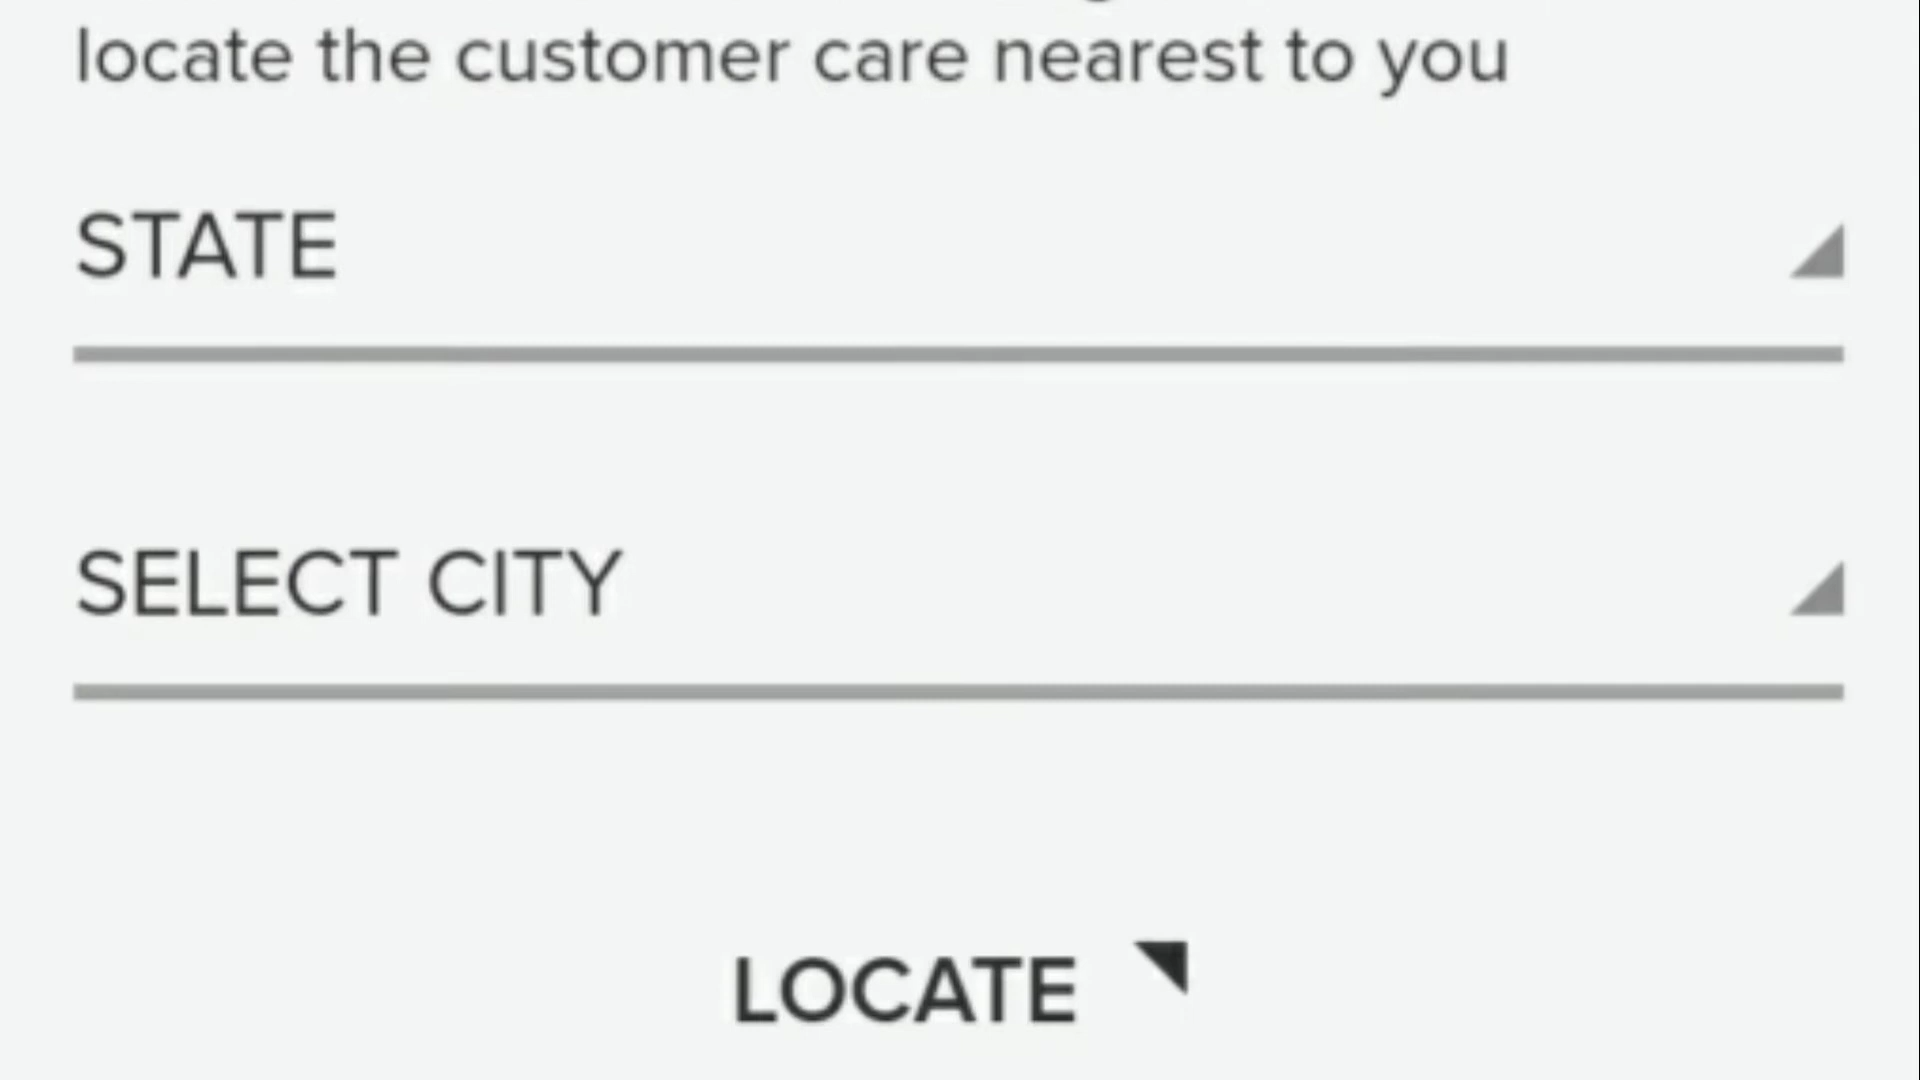 locate the customer care nearest to you
STATE
SELECT CITY
LOCATE